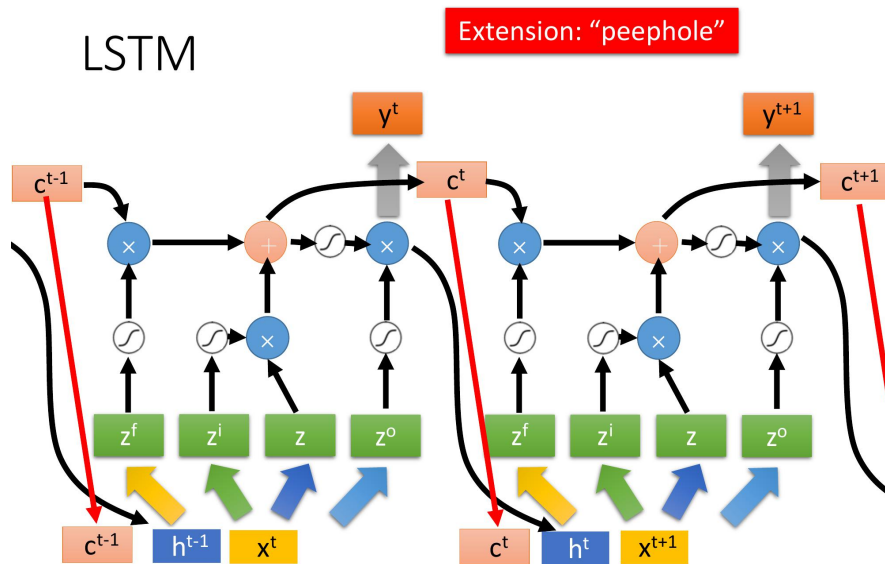 Extension: "peephole"
LSTM
y^t
y^{t+1}
c^{t-1}
c^t
c^{t+1}
×
+
×
×
+
×
×
×
z^f
z^i
z
z^o
z^f
z^i
z
z^o
c^{t-1}
h^{t-1}
x^t
c^t
h^t
x^{t+1}